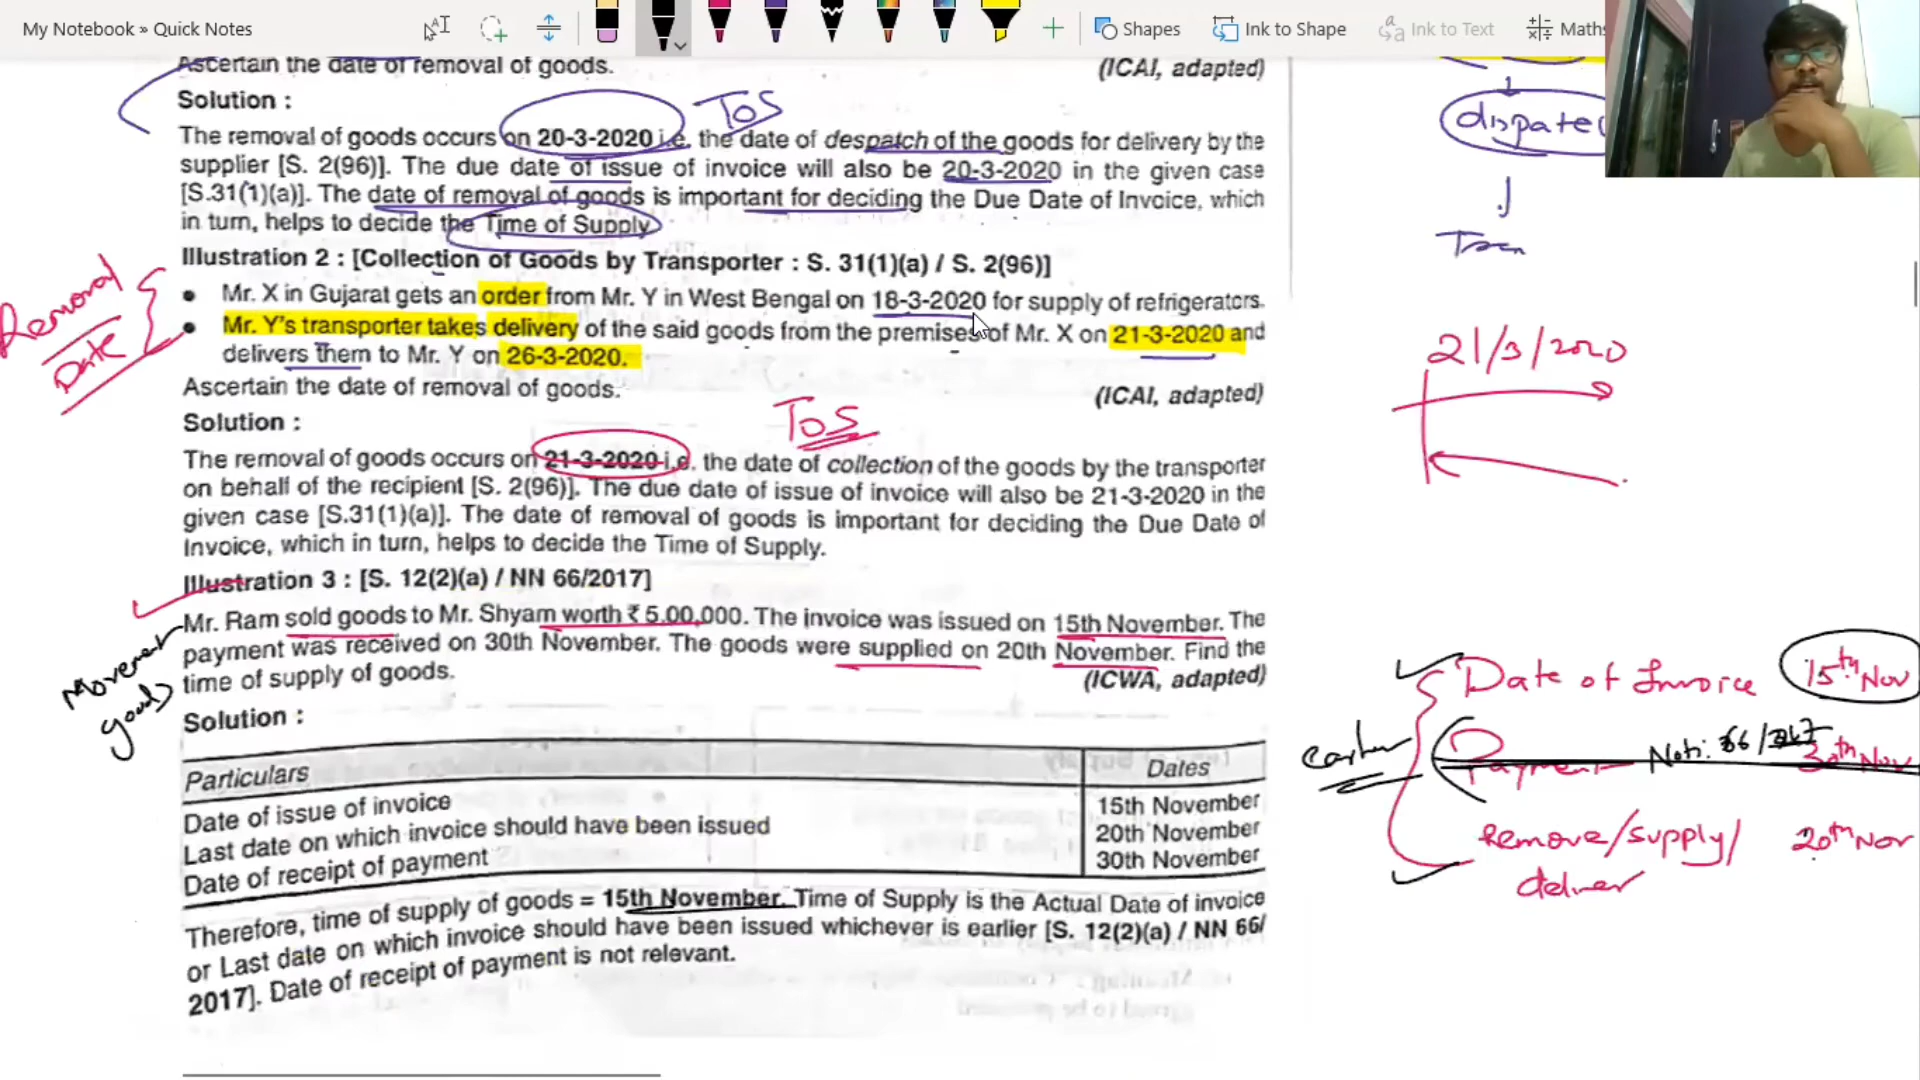 My Notebook » Quick Notes
Shapes
Ink to Shape
Ink to Text
Maths
Ascertain the date of removal of goods.
(ICAI, adapted)
Solution :
TOS
The removal of goods occurs on 20-3-2020 i.e. the date of despatch of the goods for delivery by the
supplier [S. 2(96)]. The due date of issue of invoice will also be 20-3-2020 in the given case
[S.31(1)(a)]. The date of removal of goods is important for deciding the Due Date of Invoice, which
in turn, helps to decide the Time of Supply
Illustration 2 : [Collection of Goods by Transporter : S. 31(1)(a) / S. 2(96)]
• Mr. X in Gujarat gets an order from Mr. Y in West Bengal on 18-3-2020 for supply of refrigerators.
• Mr. Y's transporter takes delivery of the said goods from the premises of Mr. X on 21-3-2020 and
delivers them to Mr. Y on 26-3-2020.
Ascertain the date of removal of goods.
(ICAI, adapted)
Removal
Date
Solution :
TOS
The removal of goods occurs on 21-3-2020 i.e. the date of collection of the goods by the transporter
on behalf of the recipient [S. 2(96)]. The due date of issue of invoice will also be 21-3-2020 in the
given case [S.31(1)(a)]. The date of removal of goods is important for deciding the Due Date of
Invoice, which in turn, helps to decide the Time of Supply.
Illustration 3 : [S. 12(2)(a) / NN 66/2017]
Mr. Ram sold goods to Mr. Shyam worth ₹ 5,00,000. The invoice was issued on 15th November. The
payment was received on 30th November. The goods were supplied on 20th November. Find the
time of supply of goods.
(ICWA, adapted)
goods
Solution :
Particulars Dates
Date of issue of invoice 15th November
Last date on which invoice should have been issued 20th November
Date of receipt of payment 30th November
Therefore, time of supply of goods = 15th November. Time of Supply is the Actual Date of invoice
or Last date on which invoice should have been issued whichever is earlier [S. 12(2)(a) / NN 66/
2017]. Date of receipt of payment is not relevant.
21/3/2020
Date of Invoice 15th Nov
Payment Noti. 66/ 30th Nov
Remove/supply/ 20th Nov
deliver